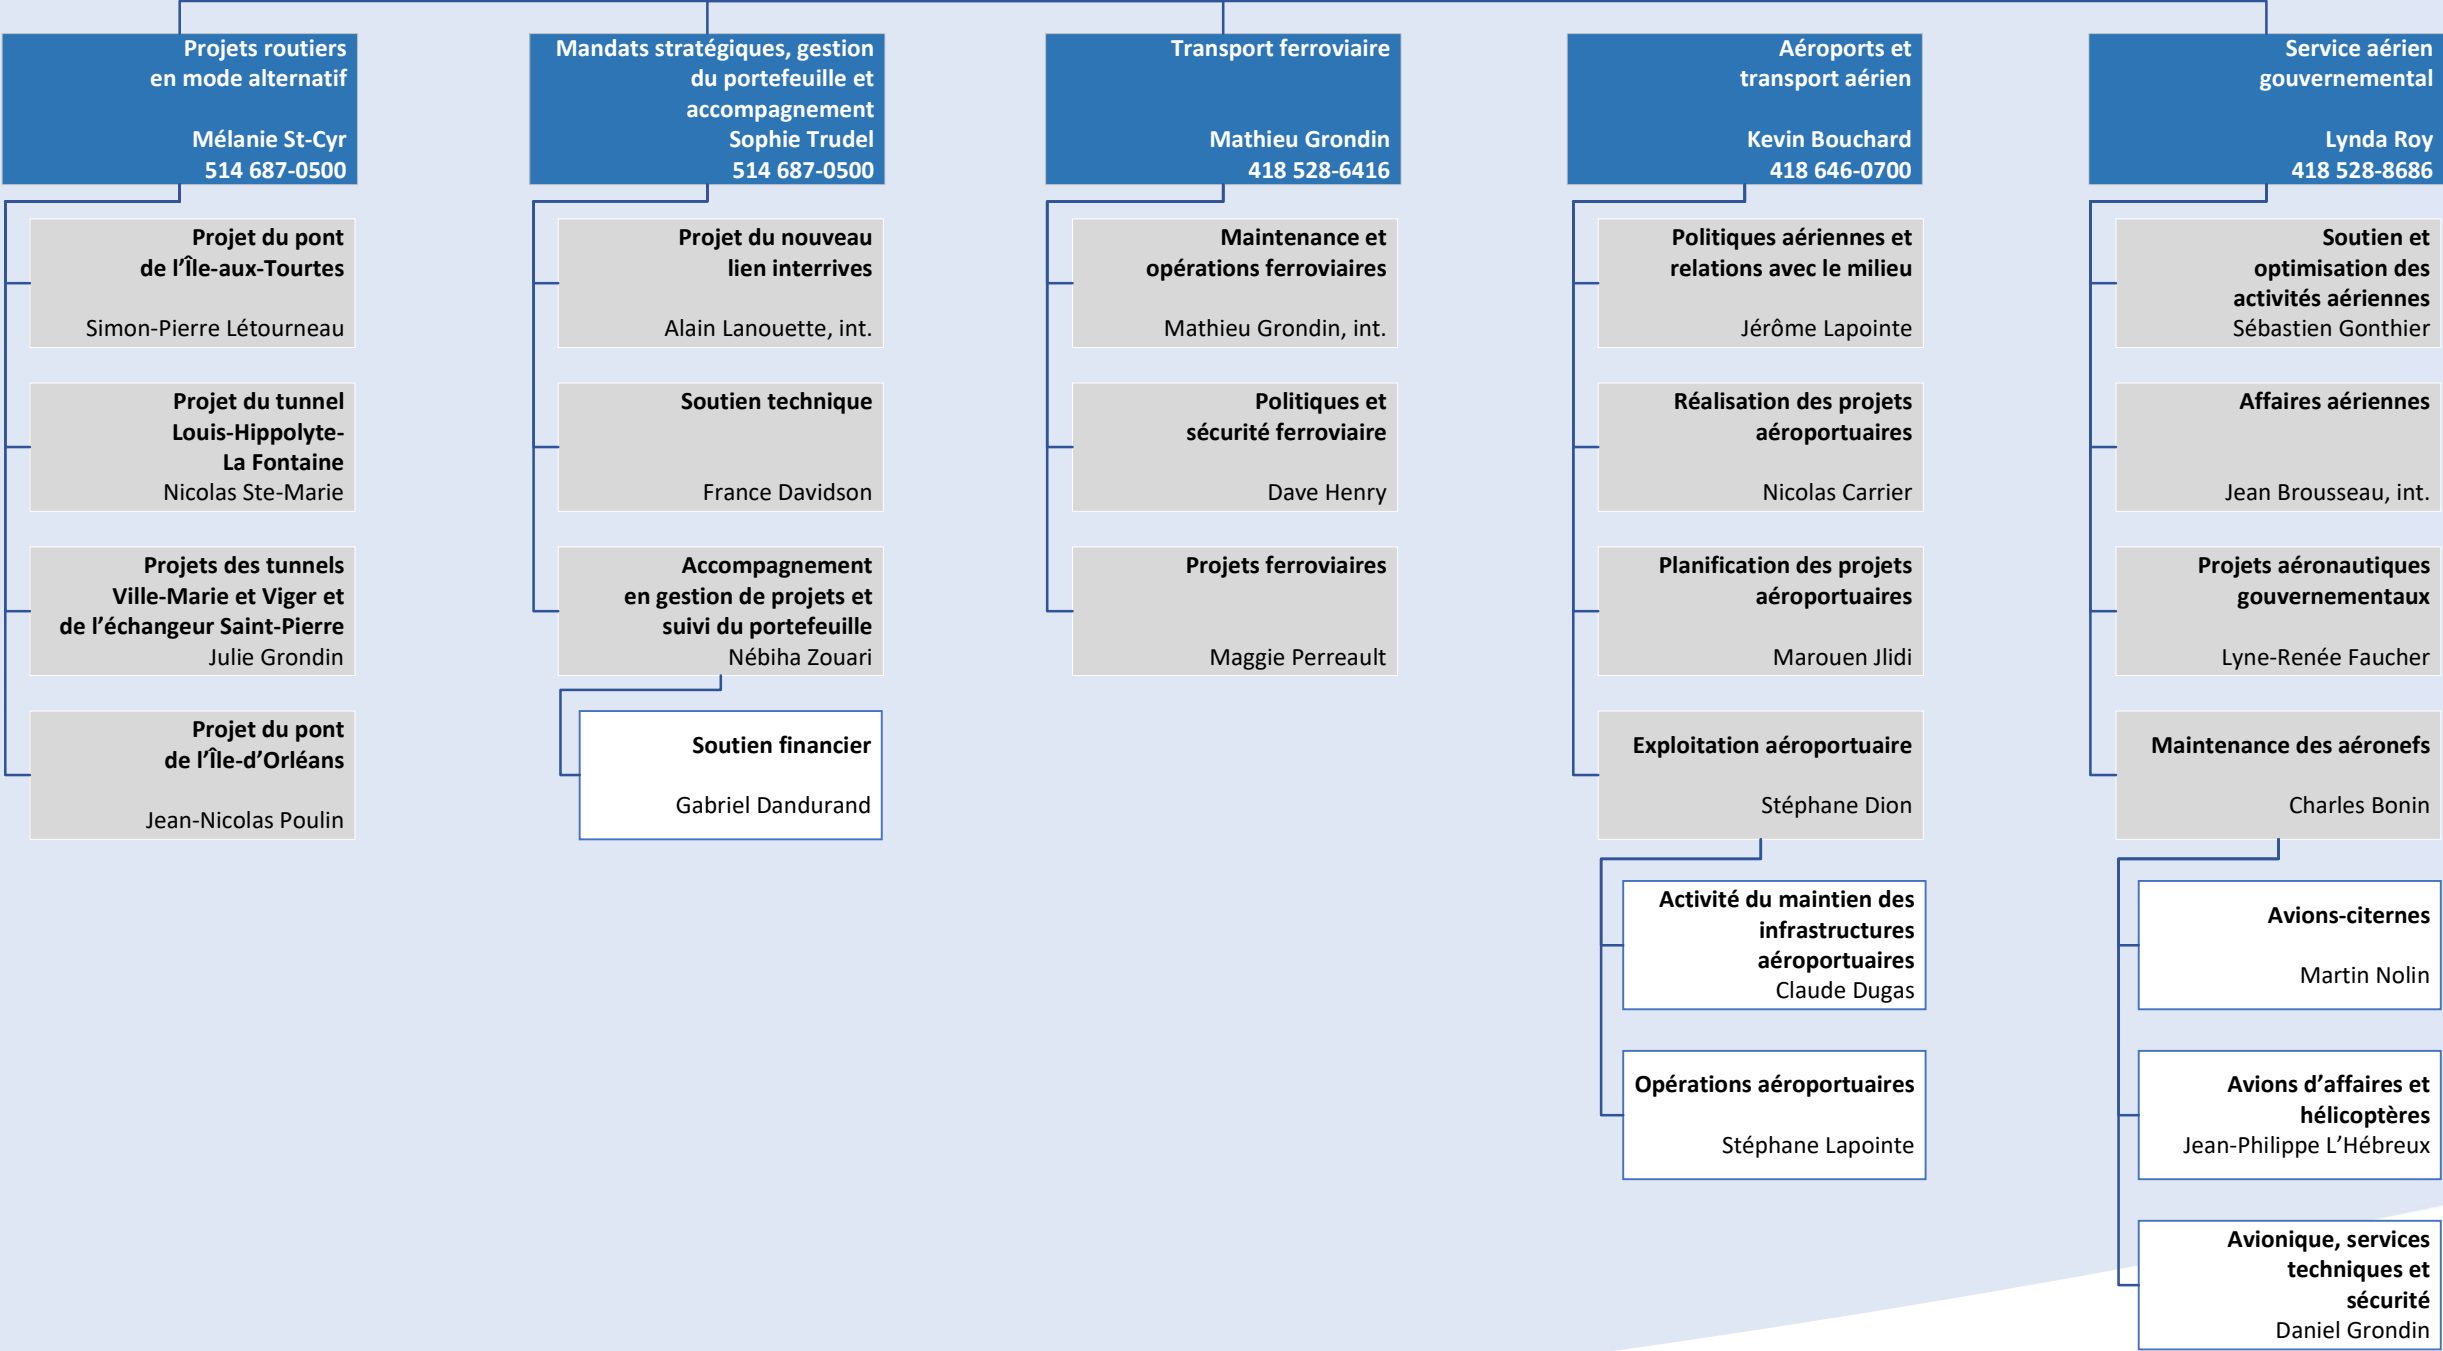 Projets routiers
en mode alternatif
Mélanie St-Cyr
514 687-0500
Projet du pont
de l’Île-aux-Tourtes
Simon-Pierre Létourneau
Projet du tunnel
Louis-Hippolyte-
La Fontaine
Nicolas Ste-Marie
Projets des tunnels
Ville-Marie et Viger et
de l’échangeur Saint-Pierre
Julie Grondin
Projet du pont
de l’Île-d’Orléans
Jean-Nicolas Poulin
Mandats stratégiques, gestion
du portefeuille et
accompagnement
Sophie Trudel
514 687-0500
Projet du nouveau
lien interrives
Alain Lanouette, int.
Soutien technique
France Davidson
Accompagnement
en gestion de projets et
suivi du portefeuille
Nébiha Zouari
Soutien financier
Gabriel Dandurand
Transport ferroviaire
Mathieu Grondin
418 528-6416
Maintenance et
opérations ferroviaires
Mathieu Grondin, int.
Politiques et
sécurité ferroviaire
Dave Henry
Projets ferroviaires
Maggie Perreault
Aéroports et
transport aérien
Kevin Bouchard
418 646-0700
Politiques aériennes et
relations avec le milieu
Jérôme Lapointe
Réalisation des projets
aéroportuaires
Nicolas Carrier
Planification des projets
aéroportuaires
Marouen Jlidi
Exploitation aéroportuaire
Stéphane Dion
Activité du maintien des
infrastructures
aéroportuaires
Claude Dugas
Opérations aéroportuaires
Stéphane Lapointe
Service aérien
gouvernemental
Lynda Roy
418 528-8686
Soutien et
optimisation des
activités aériennes
Sébastien Gonthier
Affaires aériennes
Jean Brousseau, int.
Projets aéronautiques
gouvernementaux
Lyne-Renée Faucher
Maintenance des aéronefs
Charles Bonin
Avions-citernes
Martin Nolin
Avions d’affaires et
hélicoptères
Jean-Philippe L’Hébreux
Avionique, services
techniques et
sécurité
Daniel Grondin